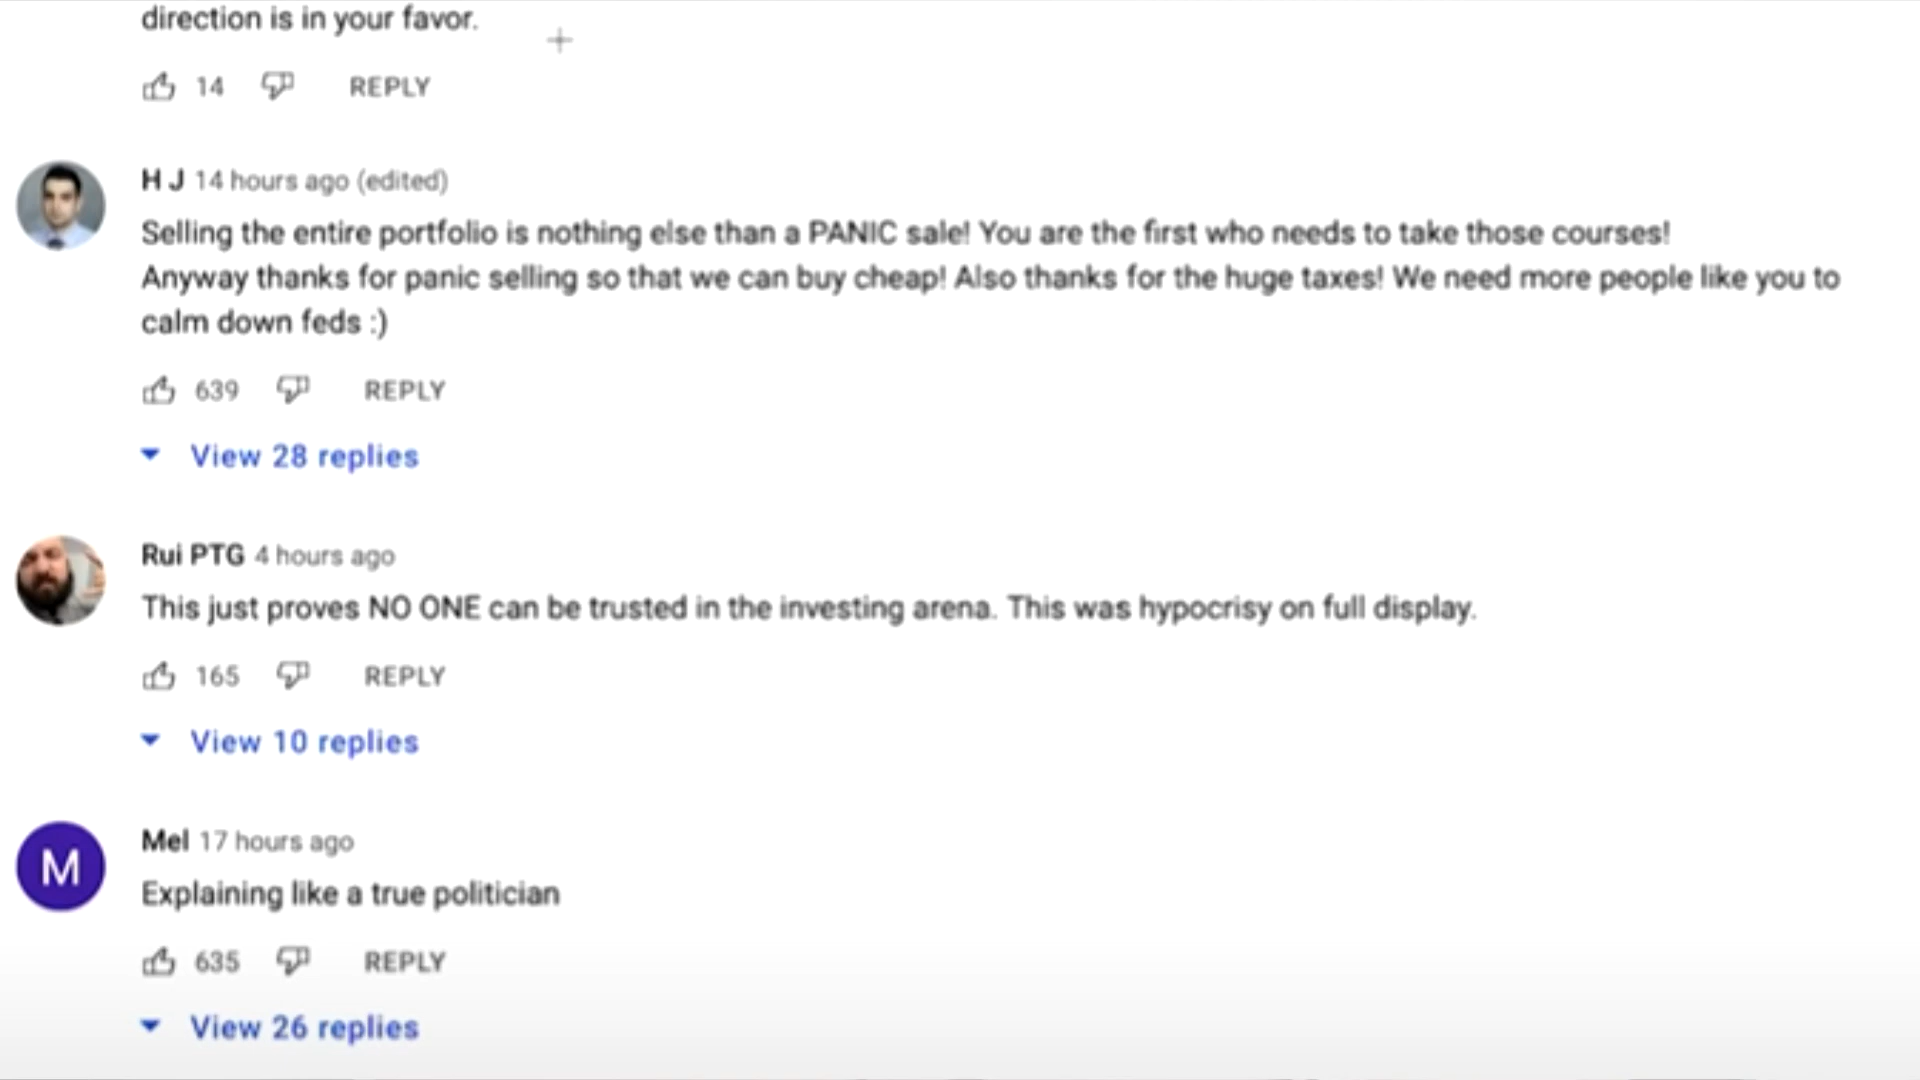 direction is in your favor.
14 REPLY
H J 14 hours ago (edited)
Selling the entire portfolio is nothing else than a PANIC sale! You are the first who needs to take those courses!
Anyway thanks for panic selling so that we can buy cheap! Also thanks for the huge taxes! We need more people like you to
calm down feds :)
639 REPLY
View 28 replies
Rui PTG 4 hours ago
This just proves NO ONE can be trusted in the investing arena. This was hypocrisy on full display.
165 REPLY
View 10 replies
M
Mel 17 hours ago
Explaining like a true politician
635 REPLY
View 26 replies